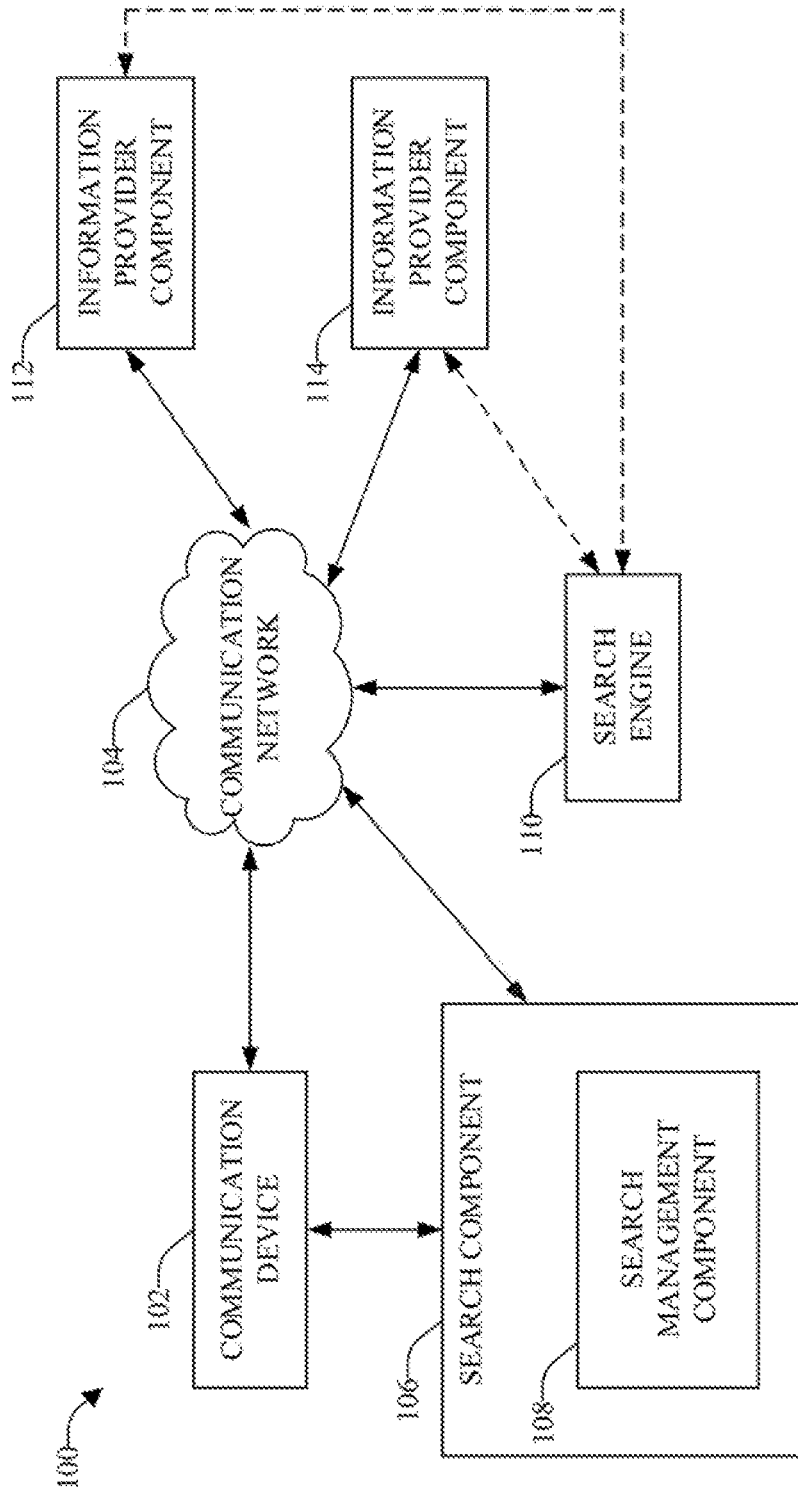 100
102
COMMUNICATION
DEVICE
104
COMMUNICATION
NETWORK
112
INFORMATION
PROVIDER
COMPONENT
114
INFORMATION
PROVIDER
COMPONENT
106
SEARCH COMPONENT
108
SEARCH
MANAGEMENT
COMPONENT
110
SEARCH
ENGINE